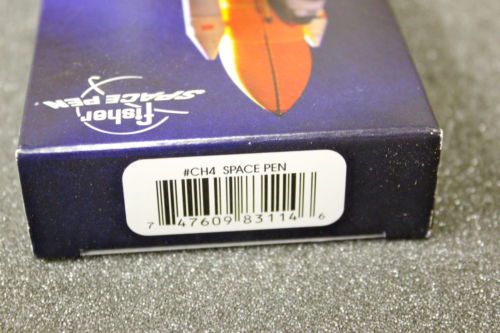 fisher
SPACE PEN
#CH4 SPACE PEN
7 47609 83114 6